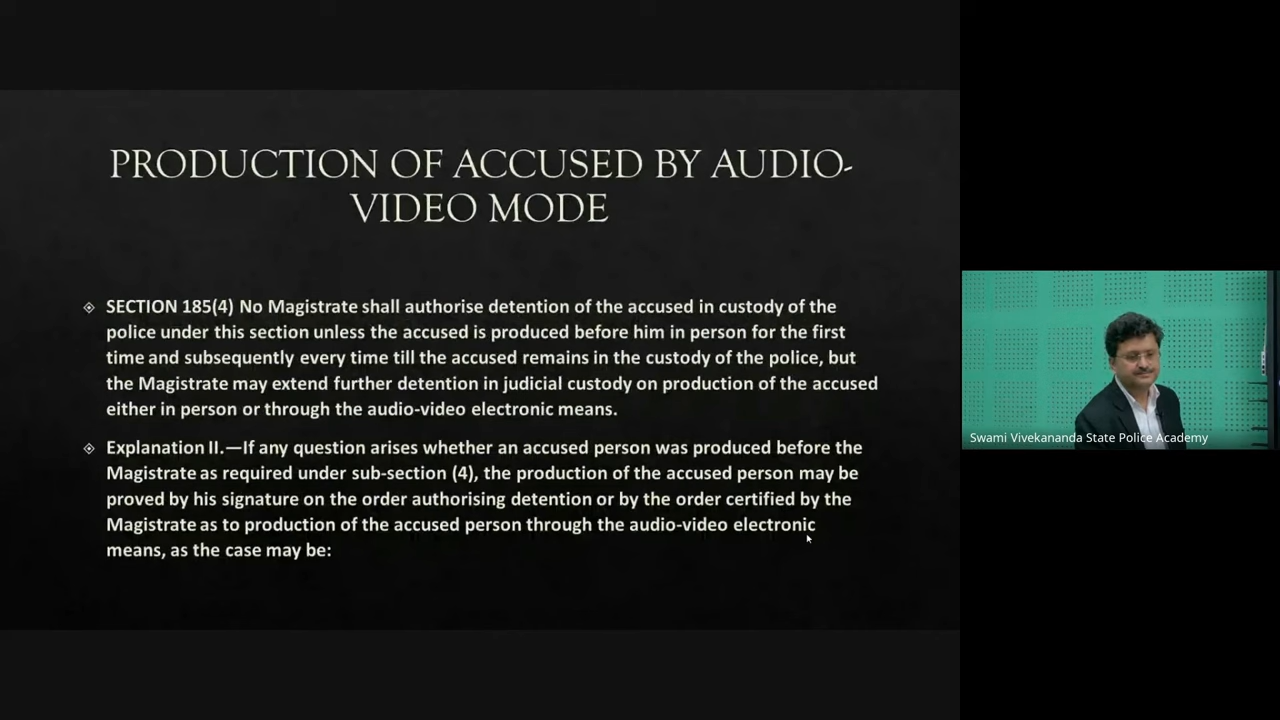 PRODUCTION OF ACCUSED BY AUDIO-
VIDEO MODE
SECTION 185(4) No Magistrate shall authorise detention of the accused in custody of the
police under this section unless the accused is produced before him in person for the first
time and subsequently every time till the accused remains in the custody of the police, but
the Magistrate may extend further detention in judicial custody on production of the accused
either in person or through the audio-video electronic means.
Explanation II.—If any question arises whether an accused person was produced before the
Magistrate as required under sub-section (4), the production of the accused person may be
proved by his signature on the order authorising detention or by the order certified by the
Magistrate as to production of the accused person through the audio-video electronic
means, as the case may be:
Swami Vivekananda State Police Academy